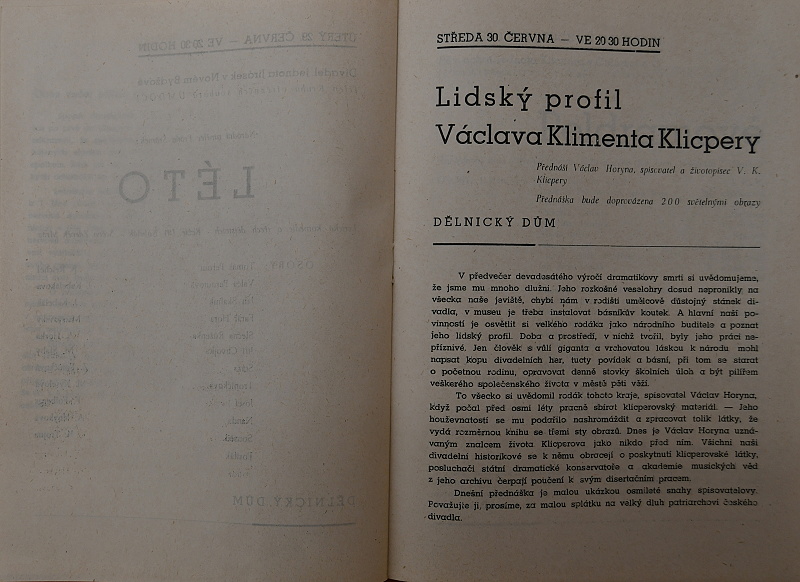 STŘEDA 30. ČERVNA — VE 20 30 HODIN
Lidský profil
Václava Klimenta Klicpery
Přednáší Václav Horyna, spisovatel a životopisec V. K.
Klicpery
Přednáška bude doprovázena 200 světelnými obrazy
DĚLNICKÝ DŮM
V předvečer devadesátého výročí dramatikovy smrti si uvědomujeme,
že jsme mu mnoho dlužni. Jeho rozkošné veselohry dosud nepronikly na
všecka naše jeviště, chybí nám v rodišti umělcově důstojný stánek di-
vadla, v museu je třeba instalovat básníkův koutek. A hlavní naší po-
vinností je osvětlit si velkého rodáka jako národního buditele a poznat
jeho lidský profil. Doba a prostředí, v nichž tvořil, byly jeho práci ne-
příznivé. Jen člověk s vůlí giganta a vrchovatou láskou k národu mohl
napsat kopu divadelních her, tucty povídek a básní, při tom se starat
o početnou rodinu, opravovat denně stovky školních úloh a být pilířem
veškerého společenského života v městě pěti věží.
To všecko si uvědomil rodák tohoto kraje, spisovatel Václav Horyna,
když počal před osmi léty pracně sbírat klicperovský materiál. — Jeho
houževnatostí se mu podařilo nashromáždit a zpracovat tolik látky, že
vydá rozměrnou knihu se třemi sty obrazů. Dnes je Václav Horyna uzná-
vaným znalcem života Klicperova jako nikdo před ním. Všichni naši
divadelní historikové se k němu obracejí o poskytnutí klicperovské látky,
posluchači státní dramatické konservatoře a akademie musických věd
z jeho archivu čerpají poučení k svým disertačním pracem.
Dnešní přednáška je malou ukázkou osmileté snahy spisovatelovy.
Považujte ji, prosíme, za malou splátku na velký dluh patriarchovi českého
divadla.